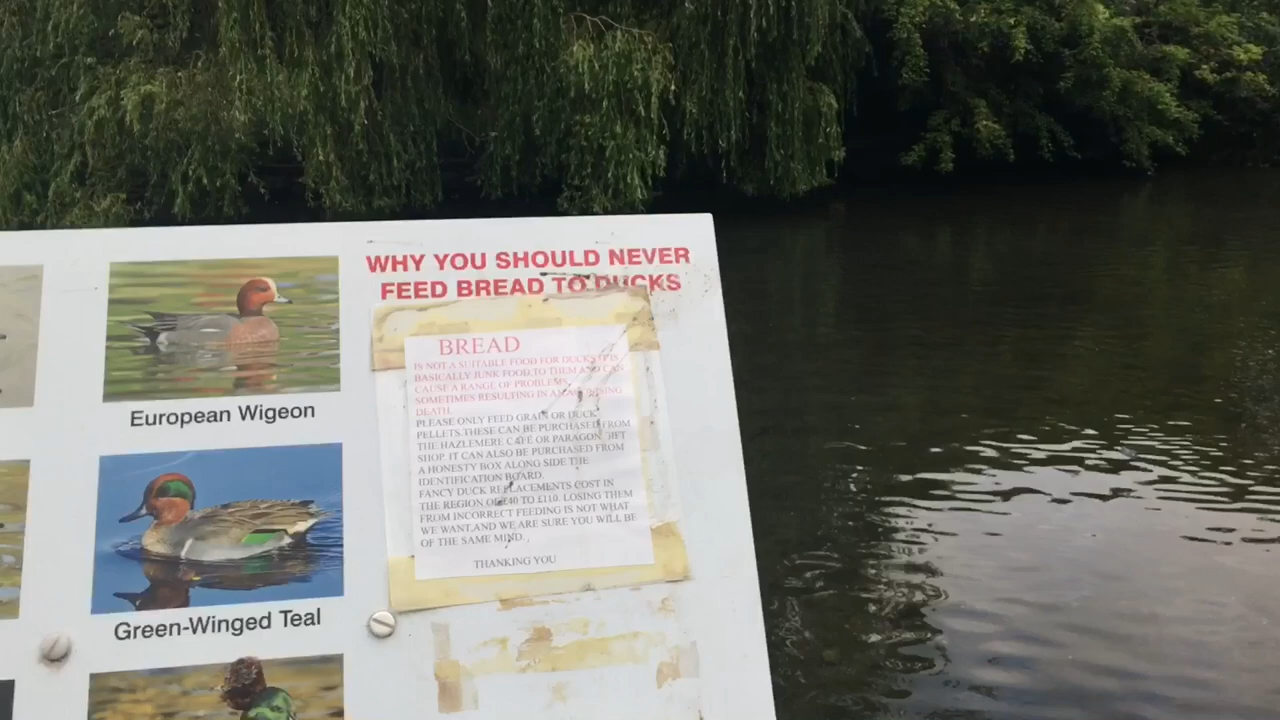 WHY YOU SHOULD NEVER
FEED BREAD TO DUCKS
BREAD
IS NOT A SUITABLE FOOD FOR DUCKS IT IS
BASICALLY JUNK FOOD,TO THEM AND CAN
CAUSE A RANGE OF PROBLEMS,
SOMETIMES RESULTING IN AN AGONISING
DEATH.
PLEASE ONLY FEED GRAIN OR DUCK
PELLETS.THESE CAN BE PURCHASED FROM
THE HAZLEMERE CAFE OR PARAGON GIFT
SHOP. IT CAN ALSO BE PURCHASED FROM
A HONESTY BOX ALONG SIDE THE
IDENTIFICATION BOARD.
FANCY DUCK REPLACEMENTS COST IN
THE REGION OF £40 TO £110. LOSING THEM
FROM INCORRECT FEEDING IS NOT WHAT
WE WANT,AND WE ARE SURE YOU WILL BE
OF THE SAME MIND.
THANKING YOU
European Wigeon
Green-Winged Teal